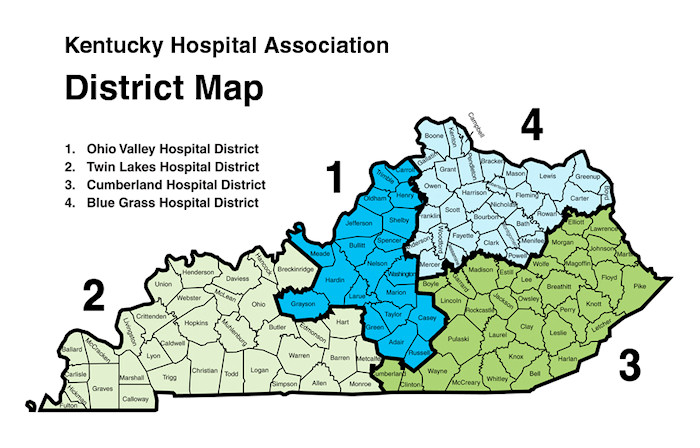 Kentucky Hospital Association
District Map
1. Ohio Valley Hospital District
2. Twin Lakes Hospital District
3. Cumberland Hospital District
4. Blue Grass Hospital District
4
Campbell
Boone
Kenton
Pendleton
Bracken
Gallatin
Grant
Mason
Lewis
Greenup
1
Carroll
Trimble
Owen
Harrison
Fleming
Carter
Boyd
Oldham
Henry
Scott
Nicholas
Rowan
Elliott
Jefferson
Shelby
Franklin
Bourbon
Bath
Lawrence
Spencer
Anderson
Woodford
Fayette
Clark
Menifee
Morgan
Johnson
Martin
Bullitt
Meade
Mercer
Powell
Wolfe
Magoffin
Hancock
Breckinridge
Nelson
Washington
Madison
Estill
Lee
Breathitt
Floyd
Pike
Henderson
Daviess
Hardin
Boyle
Garrard
Union
Webster
McLean
Ohio
Grayson
Larue
Marion
Lincoln
Jackson
Owsley
Perry
Knott
2
Crittenden
Livingston
Hopkins
Muhlenburg
Butler
Edmonson
Hart
Taylor
Casey
Green
Rockcastle
Clay
Leslie
Letcher
Ballard
McCracken
Caldwell
Lyon
Warren
Barren
Metcalfe
Adair
Russell
Pulaski
Laurel
Knox
Harlan
3
Carlisle
Graves
Marshall
Trigg
Christian
Todd
Logan
Simpson
Allen
Monroe
Cumberland
Clinton
Wayne
McCreary
Whitley
Bell
Hickman
Fulton
Calloway